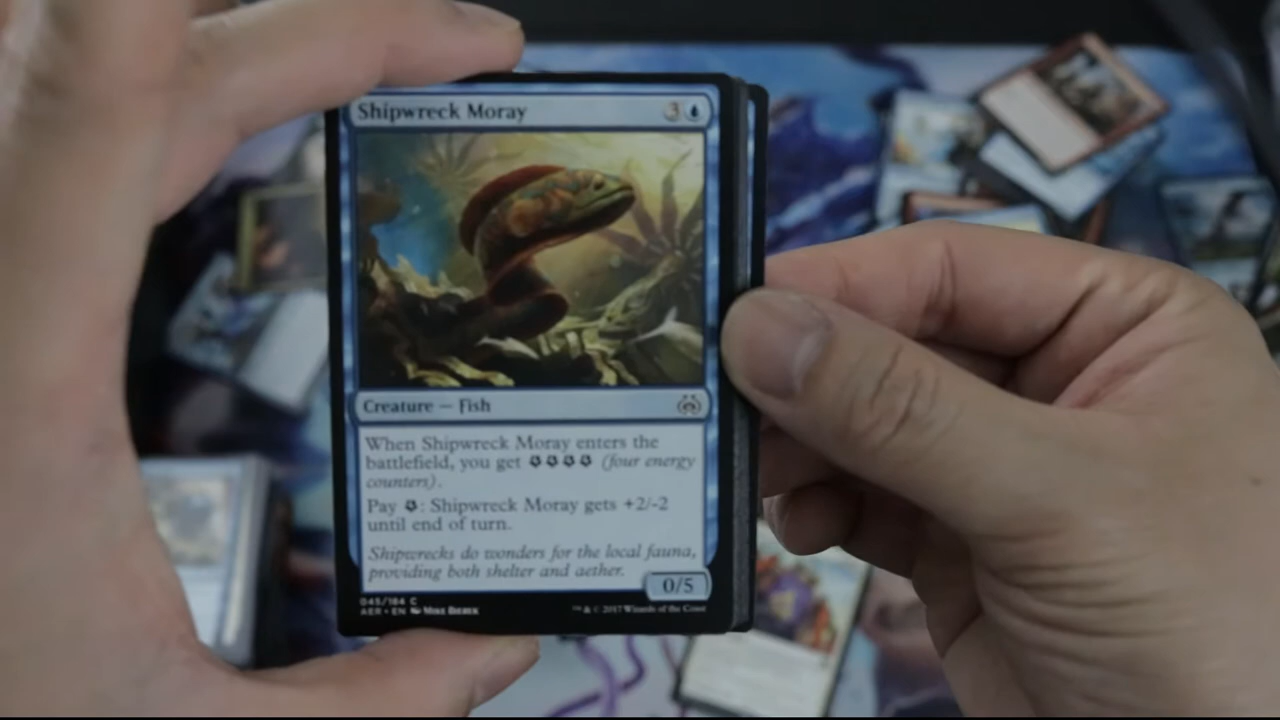 Shipwreck Moray 3
Creature — Fish
When Shipwreck Moray enters the
battlefield, you get (four energy
counters).
Pay : Shipwreck Moray gets +2/-2
until end of turn.
Shipwrecks do wonders for the local fauna,
providing both shelter and aether.
0/5
045/184 C
AER • EN Mike Bierek
™ & © 2017 Wizards of the Coast